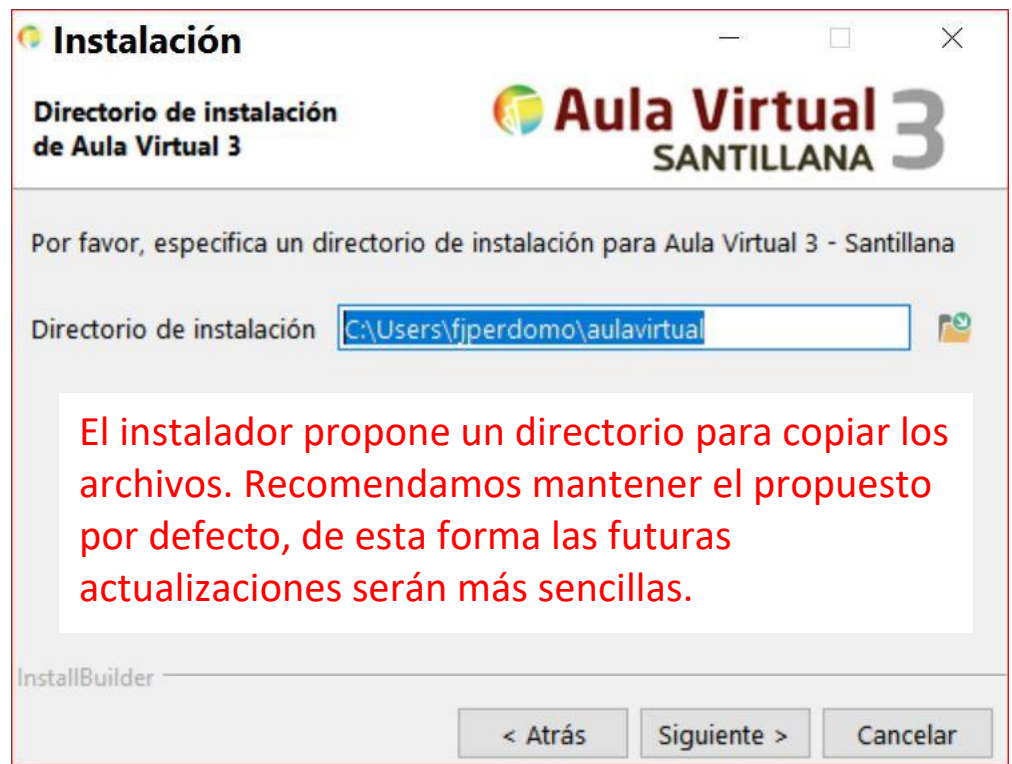 Instalación
Directorio de instalación
de Aula Virtual 3
Aula Virtual 3
SANTILLANA
Por favor, especifica un directorio de instalación para Aula Virtual 3 - Santillana
Directorio de instalación C:\Users\fjperdomo\aulavirtual
El instalador propone un directorio para copiar los
archivos. Recomendamos mantener el propuesto
por defecto, de esta forma las futuras
actualizaciones serán más sencillas.
InstallBuilder
< Atrás Siguiente > Cancelar